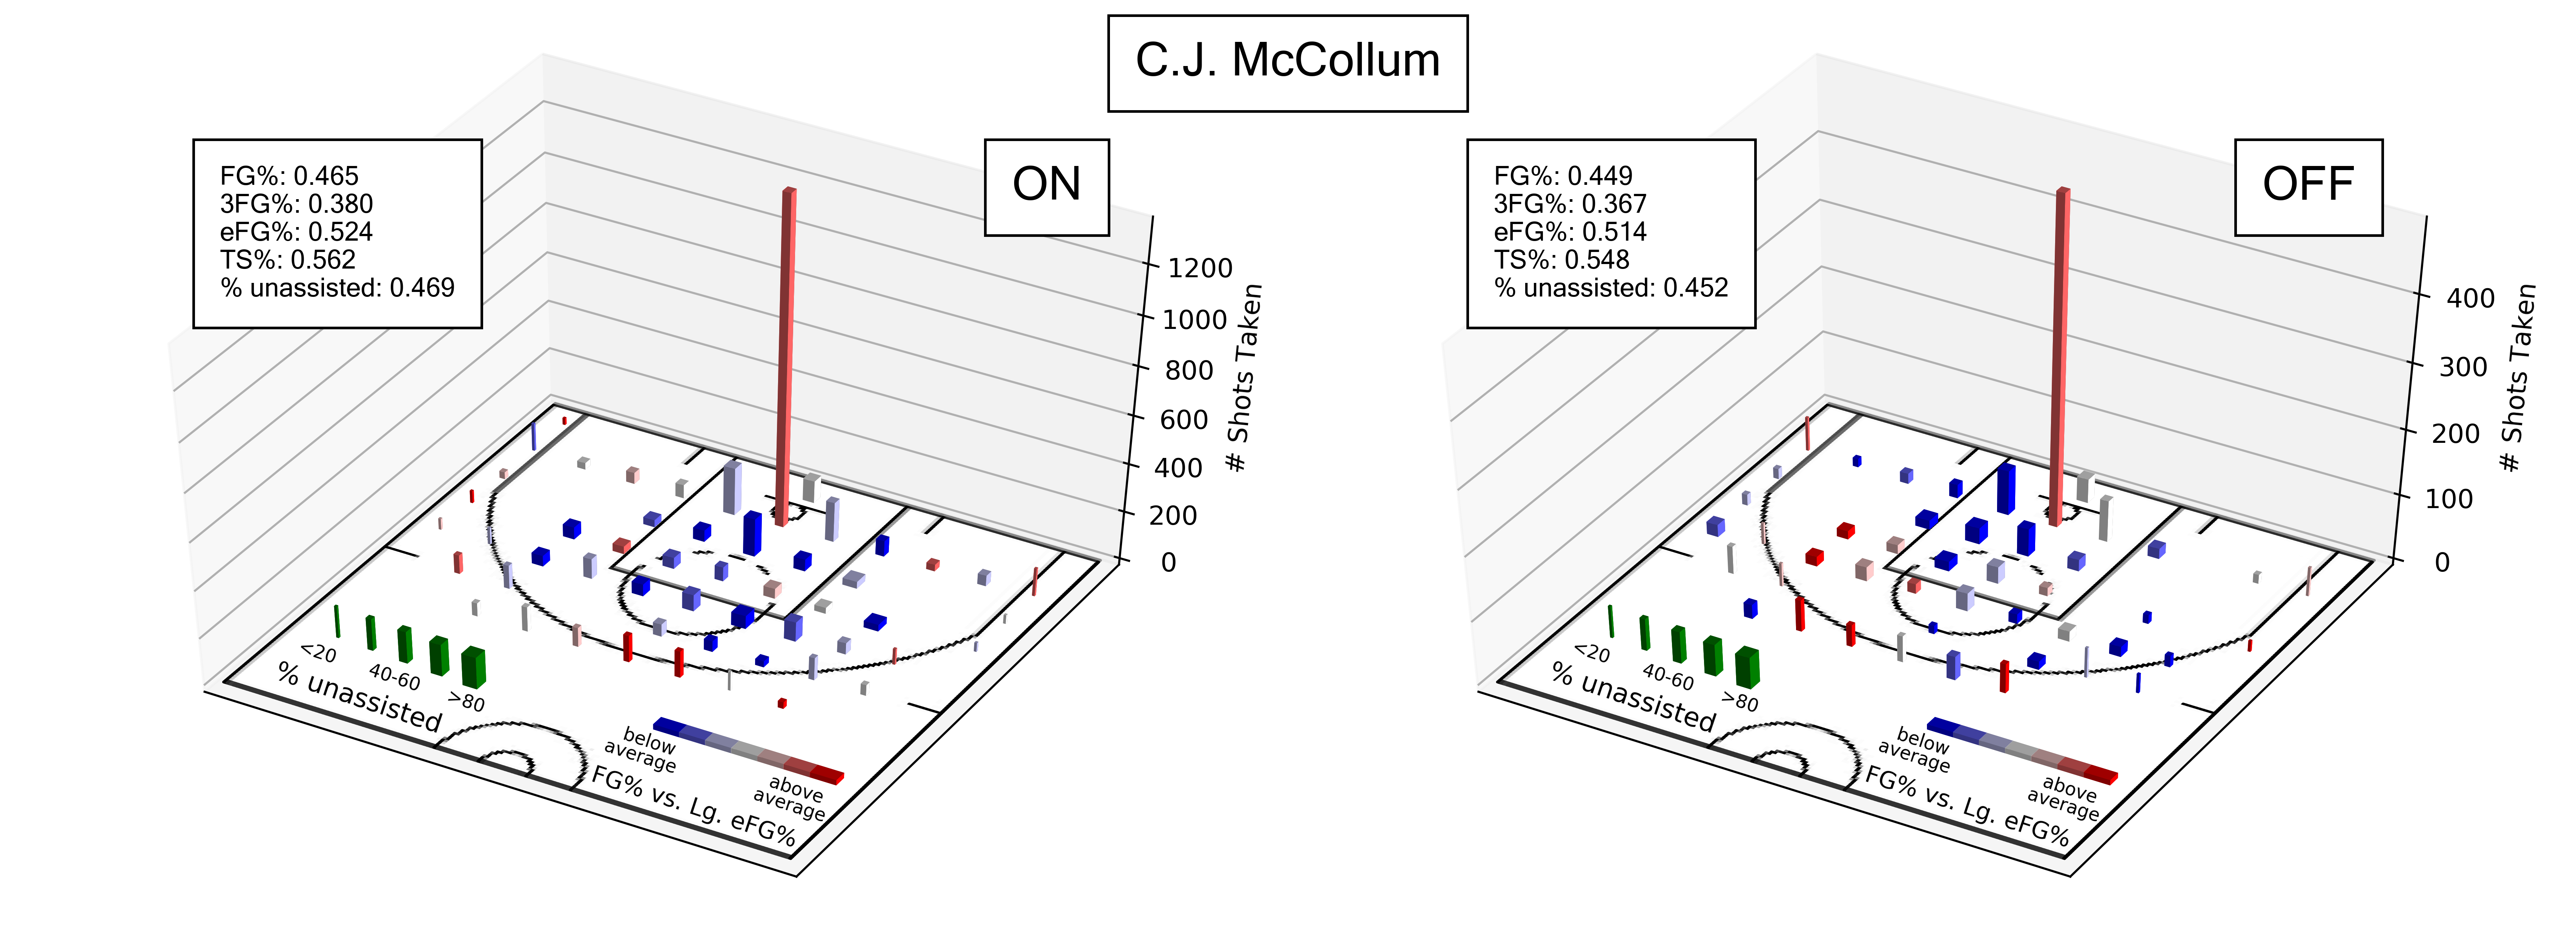 C.J. McCollum
FG%: 0.465
3FG%: 0.380
eFG%: 0.524
TS%: 0.562
% unassisted: 0.469
ON
1200
1000
800
600
400
200
0
# Shots Taken
<20
40-60
>80
% unassisted
below
average
above
average
FG% vs. Lg. eFG%
FG%: 0.449
3FG%: 0.367
eFG%: 0.514
TS%: 0.548
% unassisted: 0.452
OFF
400
300
200
100
0
# Shots Taken
<20
40-60
>80
% unassisted
below
average
above
average
FG% vs. Lg. eFG%